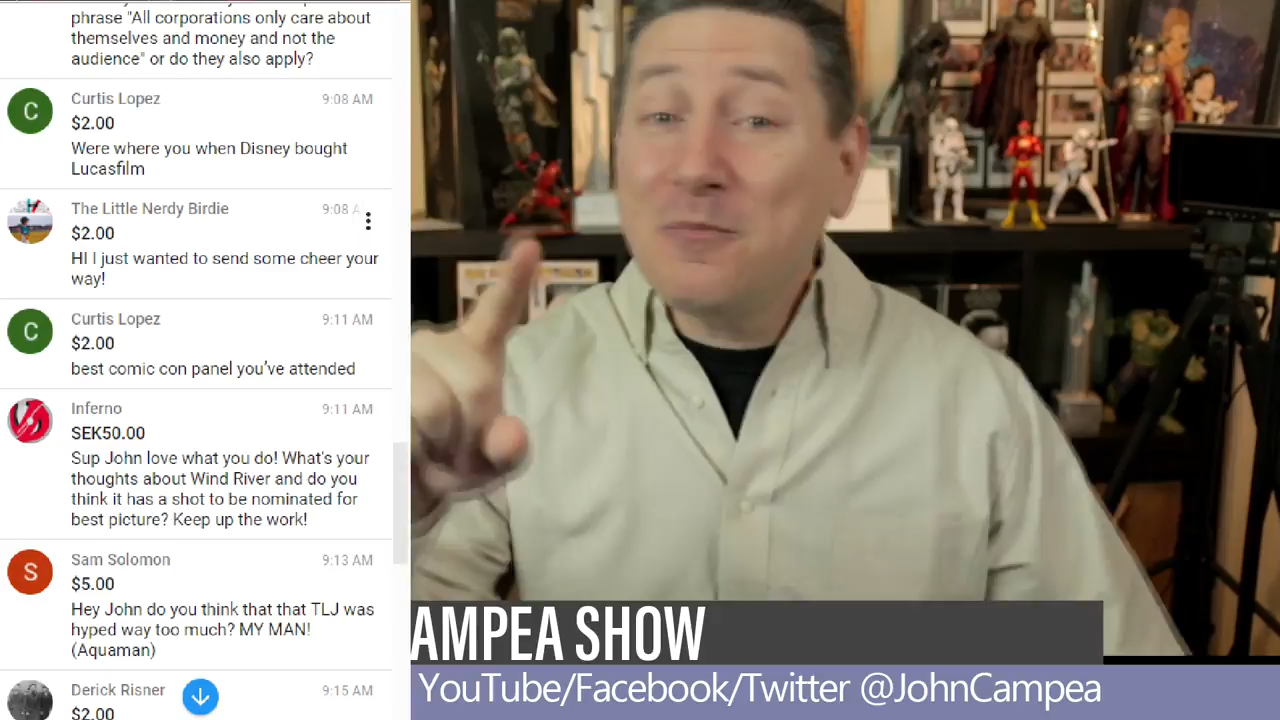 phrase "All corporations only care about
themselves and money and not the
audience" or do they also apply?
C
Curtis Lopez 9:08 AM
$2.00
Were where you when Disney bought
Lucasfilm
The Little Nerdy Birdie 9:08 A
$2.00
HI I just wanted to send some cheer your
way!
C
Curtis Lopez 9:11 AM
$2.00
best comic con panel you've attended
Inferno 9:11 AM
SEK50.00
Sup John love what you do! What's your
thoughts about Wind River and do you
think it has a shot to be nominated for
best picture? Keep up the work!
S
Sam Solomon 9:13 AM
$5.00
Hey John do you think that that TLJ was
hyped way too much? MY MAN!
(Aquaman)
Derick Risner 9:15 AM
$2.00
AMPEA SHOW
YouTube/Facebook/Twitter @JohnCampea